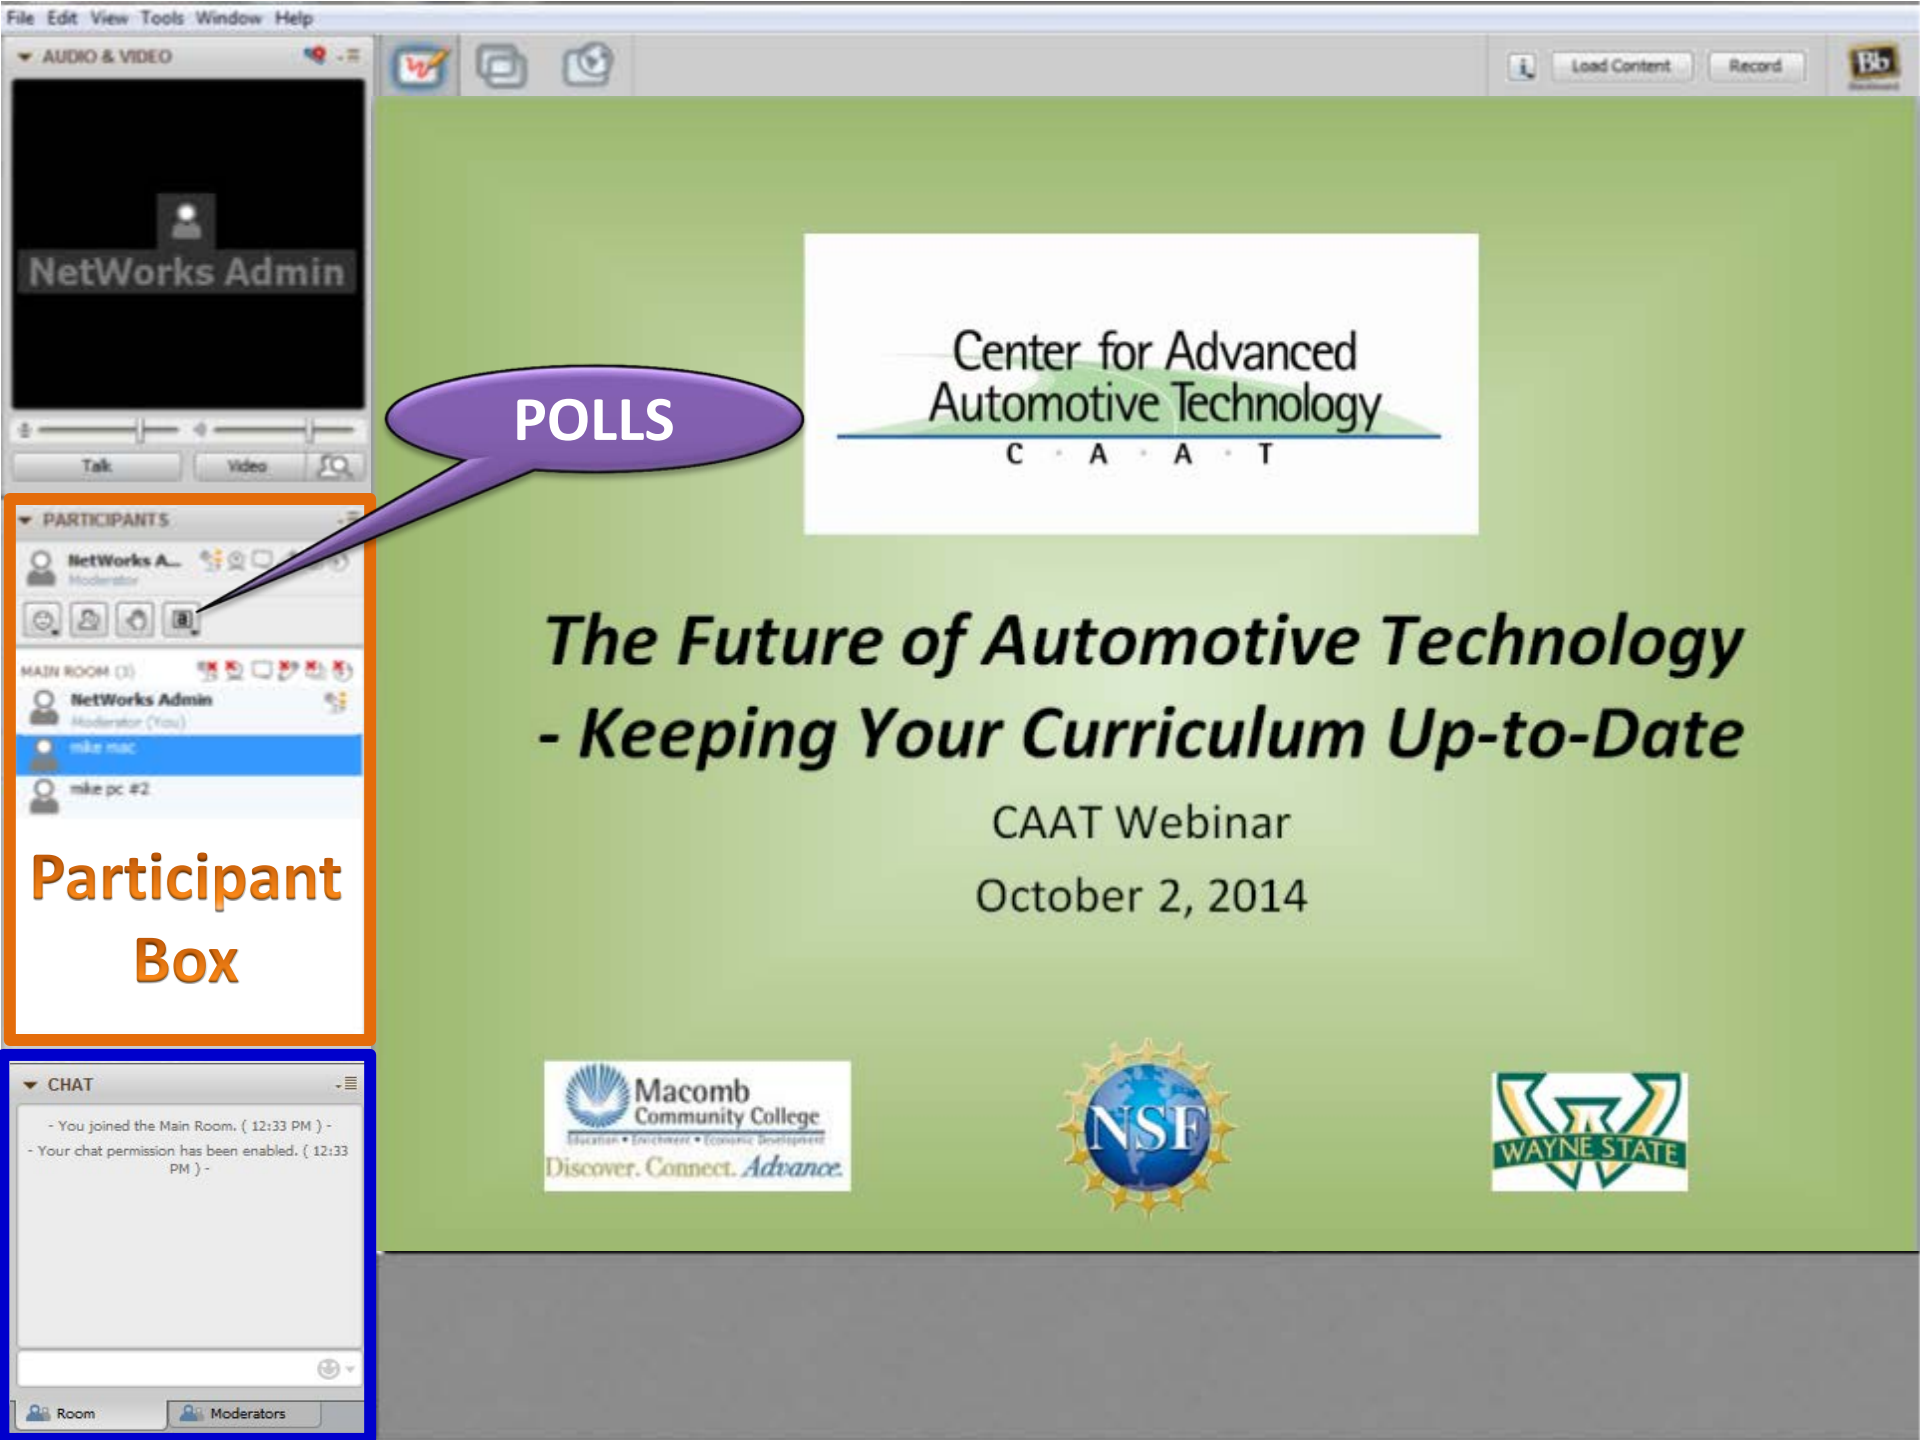 File Edit View Tools Window Help
AUDIO & VIDEO
NetWorks Admin
Talk
Video
PARTICIPANTS
NetWorks A...
Moderator
a
MAIN ROOM (3)
NetWorks Admin
Moderator (You)
mike mac
mike pc #2
Participant
Box
CHAT
- You joined the Main Room. ( 12:33 PM ) -
- Your chat permission has been enabled. ( 12:33
PM ) -
Room
Moderators
i
Load Content
Record
Bb
POLLS
Center for Advanced
Automotive Technology
C · A · A · T
The Future of Automotive Technology
- Keeping Your Curriculum Up-to-Date
CAAT Webinar
October 2, 2014
Macomb
Community College
Education • Enrichment • Economic Development
Discover. Connect. Advance.
NSF
WAYNE STATE